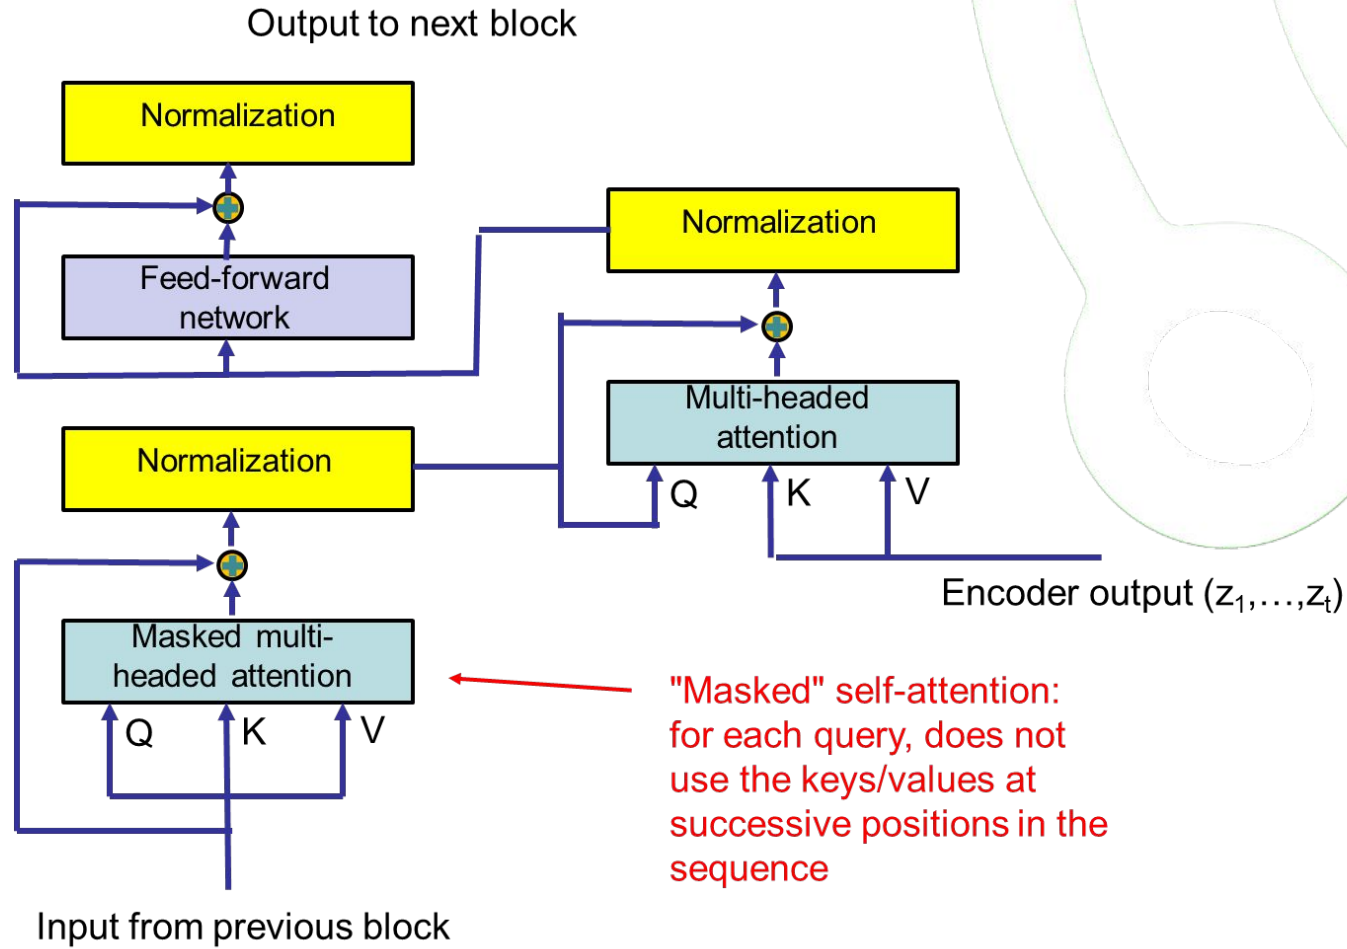 Output to next block
Normalization
Normalization
Feed-forward
network
Multi-headed
attention
Normalization
Q
K
V
Encoder output (z₁,…,zₜ)
Masked multi-
headed attention
Q
K
V
"Masked" self-attention:
for each query, does not
use the keys/values at
successive positions in the
sequence
Input from previous block